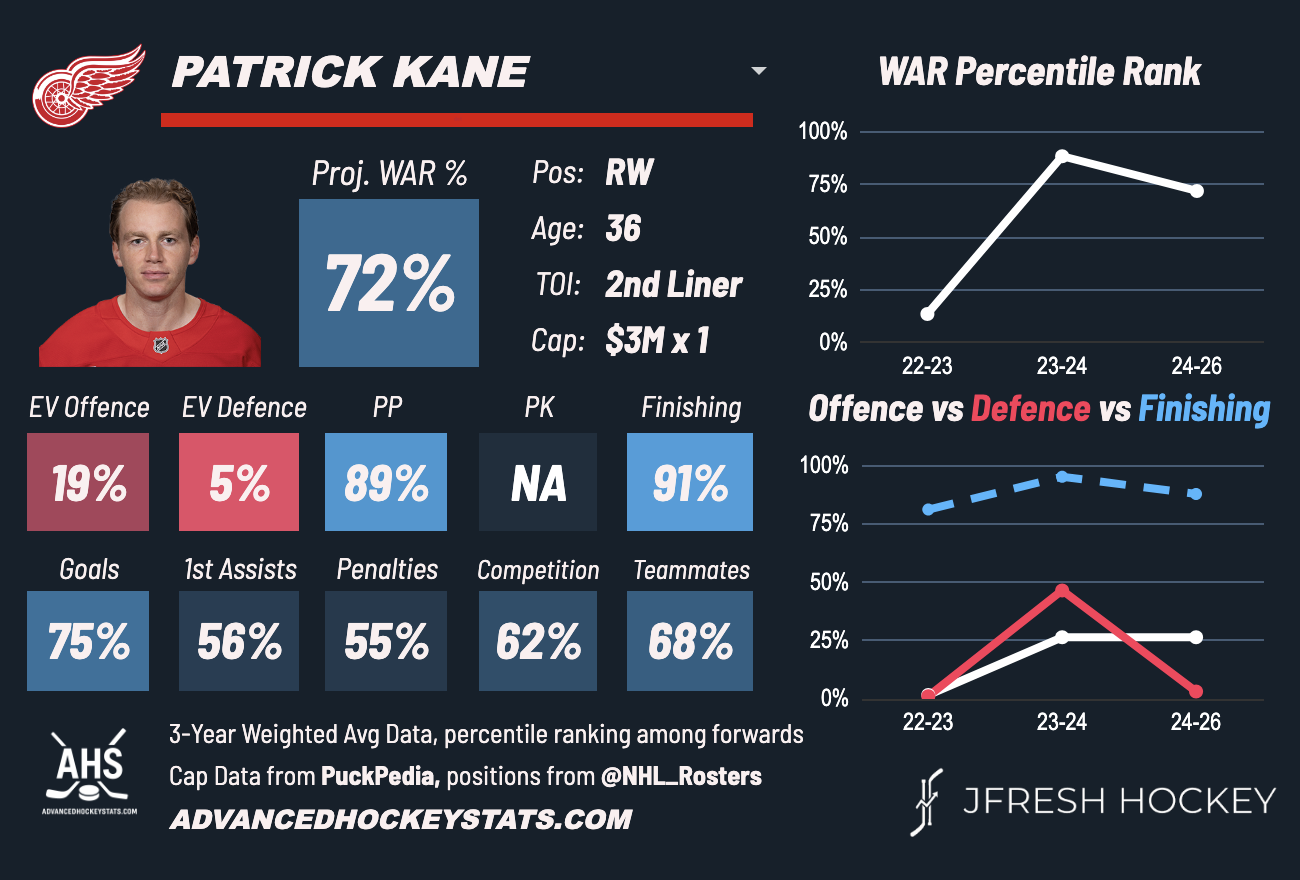 PATRICK KANE
Proj. WAR %
72%
Pos: RW
Age: 36
TOI: 2nd Liner
Cap: $3M x 1
EV Offence EV Defence PP PK Finishing
19% 5% 89% NA 91%
Goals 1st Assists Penalties Competition Teammates
75% 56% 55% 62% 68%
3-Year Weighted Avg Data, percentile ranking among forwards
Cap Data from PuckPedia, positions from @NHL_Rosters
ADVANCEDHOCKEYSTATS.COM
AHS
ADVANCEDHOCKEYSTATS.COM
WAR Percentile Rank
100%
75%
50%
25%
0%
22-23 23-24 24-26
Offence vs Defence vs Finishing
100%
75%
50%
25%
0%
22-23 23-24 24-26
JFRESH HOCKEY